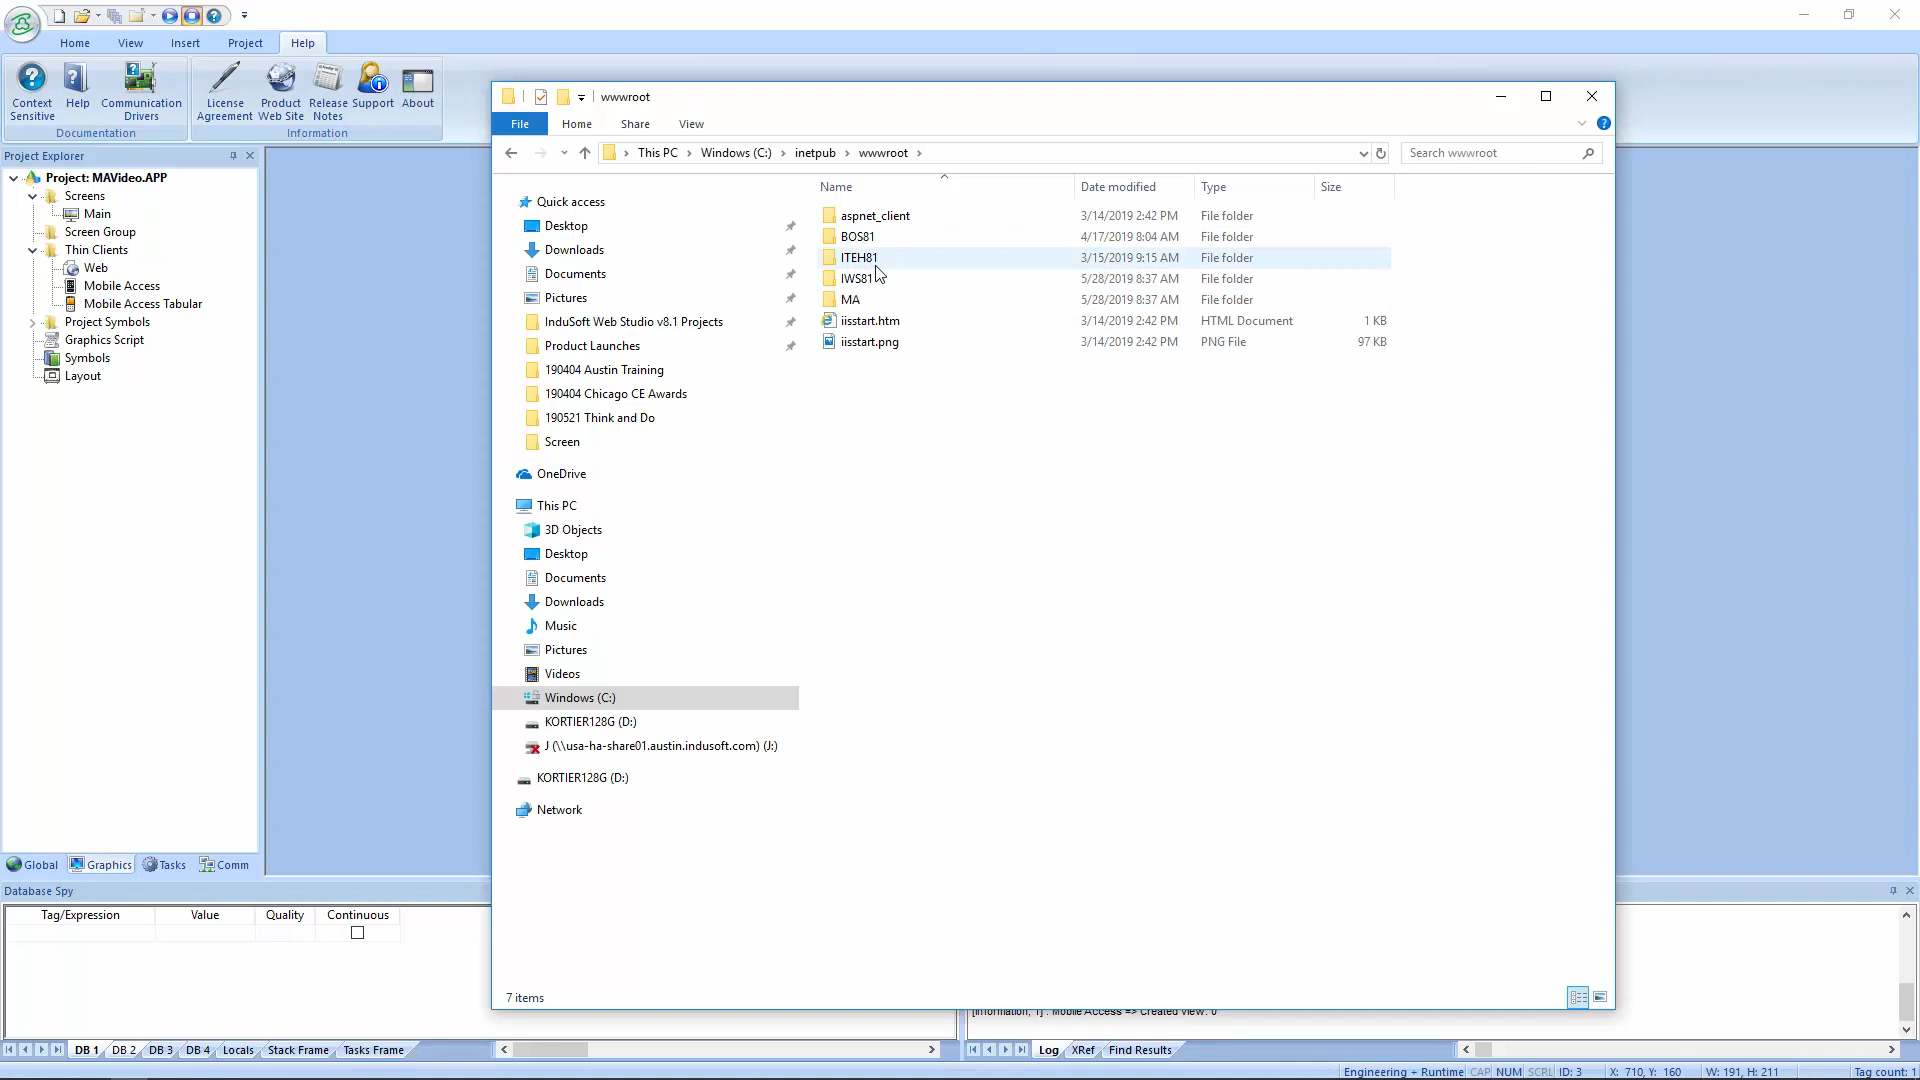 Home View Insert Project Help
Context Sensitive
Help
Communication Drivers
License Agreement
Product Web Site
Release Notes
Support
About
Documentation
Information
Project Explorer
Project: MAVideo.APP
Screens
Main
Screen Group
Thin Clients
Web
Mobile Access
Mobile Access Tabular
Project Symbols
Graphics Script
Symbols
Layout
Global Graphics Tasks Comm
wwwroot
File Home Share View
This PC Windows (C:) inetpub wwwroot
Search wwwroot
Quick access
Desktop
Downloads
Documents
Pictures
InduSoft Web Studio v8.1 Projects
Product Launches
190404 Austin Training
190404 Chicago CE Awards
190521 Think and Do
Screen
OneDrive
This PC
3D Objects
Desktop
Documents
Downloads
Music
Pictures
Videos
Windows (C:)
KORTIER128G (D:)
J (\\usa-ha-share01.austin.indusoft.com) (J:)
KORTIER128G (D:)
Network
Name Date modified Type Size
aspnet_client 3/14/2019 2:42 PM File folder
BOS81 4/17/2019 8:04 AM File folder
ITEH81 3/15/2019 9:15 AM File folder
IWS81 5/28/2019 8:37 AM File folder
MA 5/28/2019 8:37 AM File folder
iisstart.htm 3/14/2019 2:42 PM HTML Document 1 KB
iisstart.png 3/14/2019 2:42 PM PNG File 97 KB
7 items
Database Spy
Tag/Expression Value Quality Continuous
DB 1 DB 2 DB 3 DB 4 Locals Stack Frame Tasks Frame
[Information, 1] : Mobile Access => Created View: 0
Log XRef Find Results
Engineering + Runtime CAP NUM SCRL ID: 3 X: 710, Y: 160 W: 191, H: 211 Tag count: 1